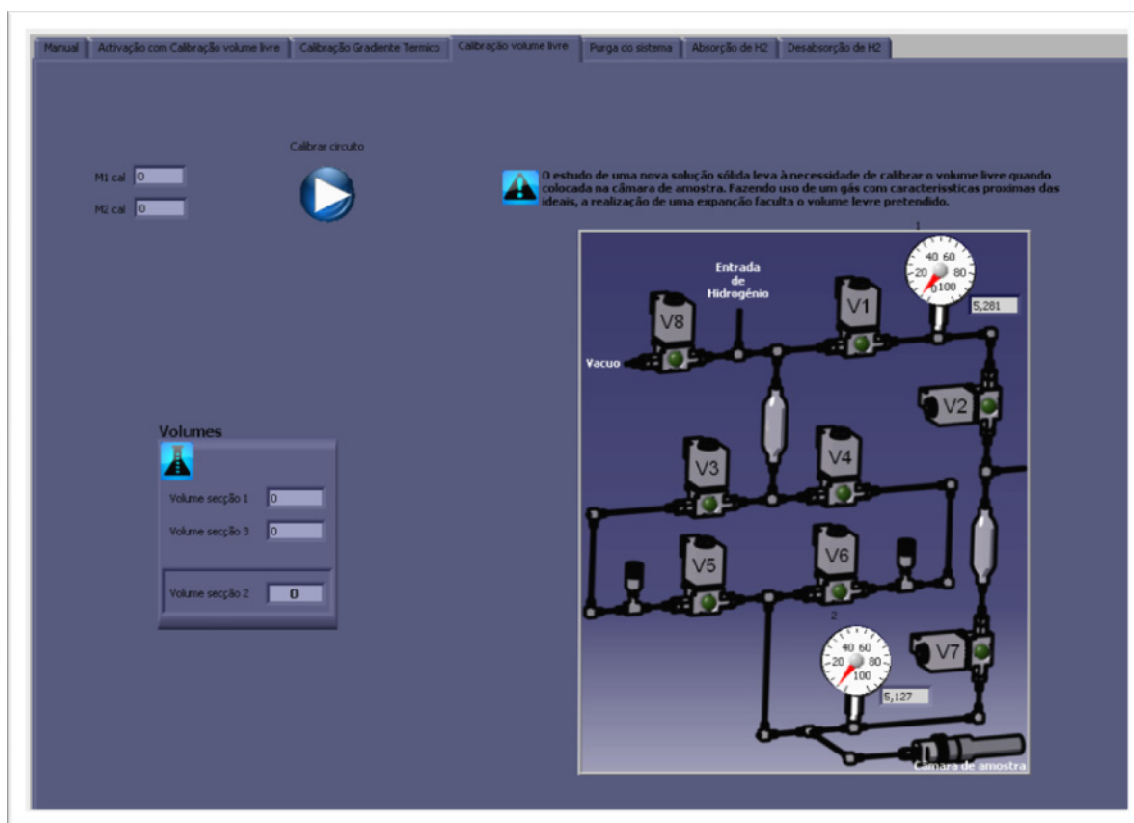 Manual
Activação com Calibração volume livre
Calibração Gradiente Termico
Calibração volume livre
Purga do sistema
Absorção de H2
Desabsorção de H2
M1 cal 0
M2 cal 0
Calibrar circuito
O estudo de uma nova solução sólida leva à necessidade de calibrar o volume livre quando
colocada na câmara de amostra. Fazendo uso de um gás com caracterissticas proximas das
ideais, a realização de uma expansão faculta o volume levre pretendido.
1
40 60
20 80
0 100
5,281
Entrada
de
Hidrogénio
V8
V1
Vacuo
V2
V3
V4
V5
V6
2
40 60
20 80
100
5,127
V7
Câmara de amostra
Volumes
Volume secção 1 0
Volume secção 3 0
Volume secção 2 0